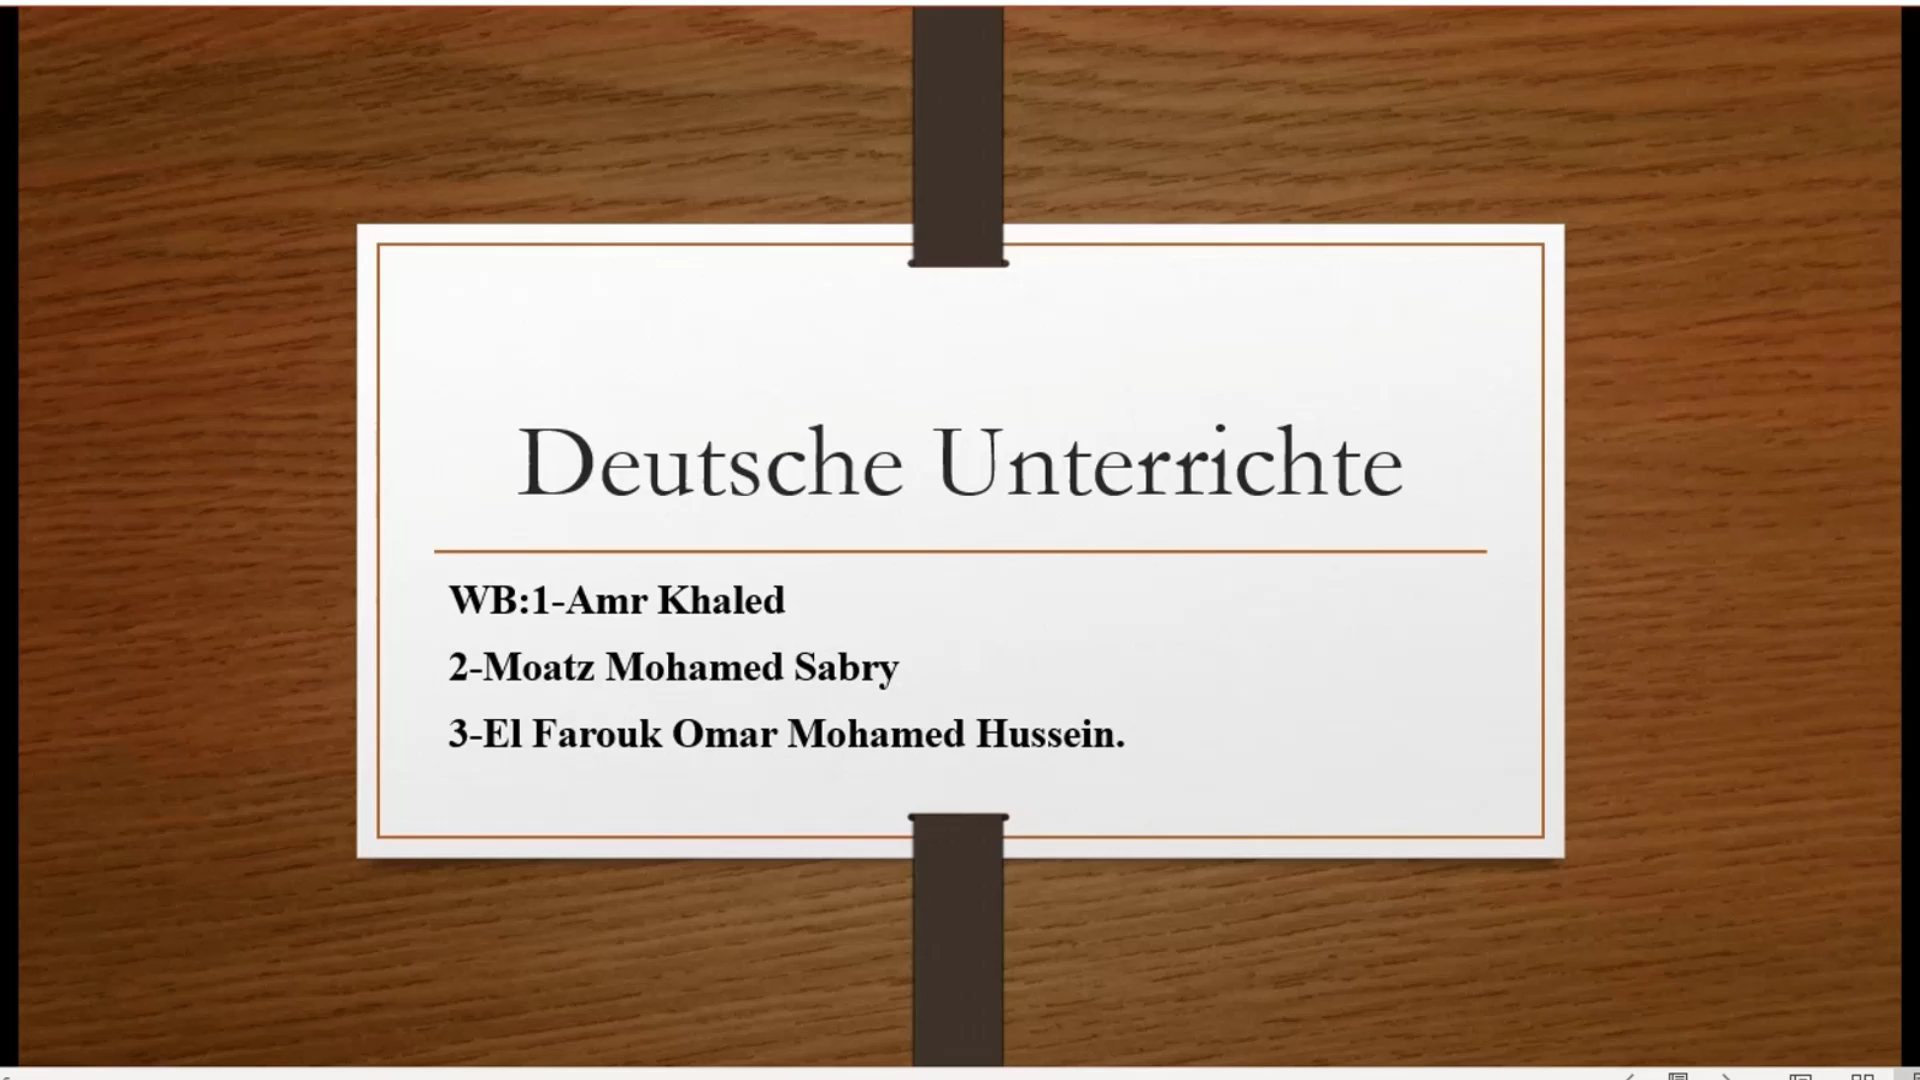 Deutsche Unterrichte
WB:1-Amr Khaled
2-Moatz Mohamed Sabry
3-El Farouk Omar Mohamed Hussein.